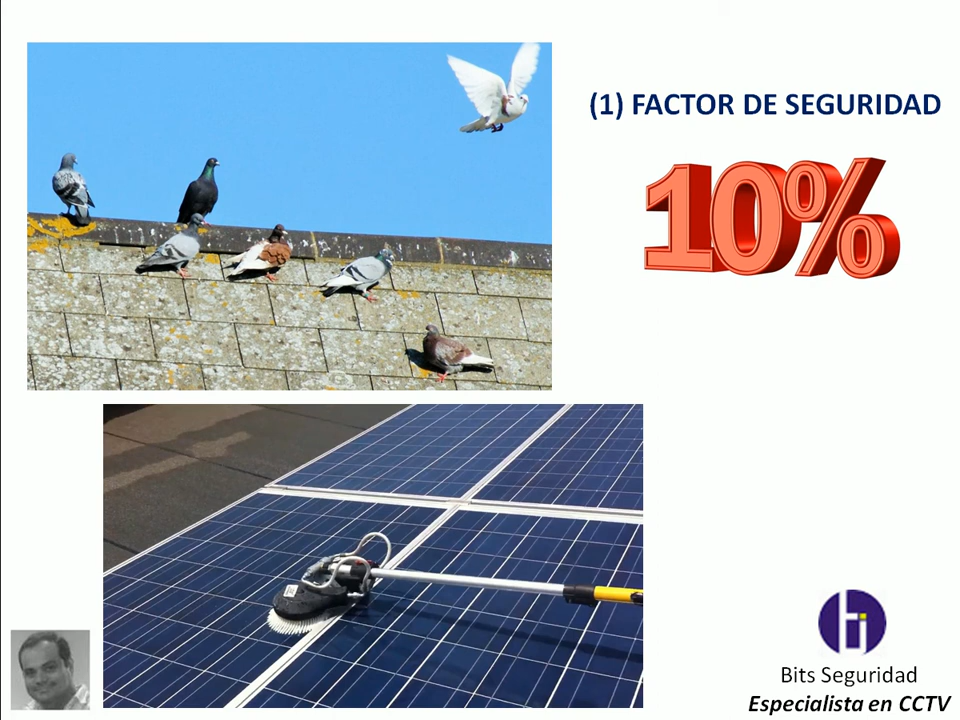 (1) FACTOR DE SEGURIDAD
10%
Bits Seguridad
Especialista en CCTV